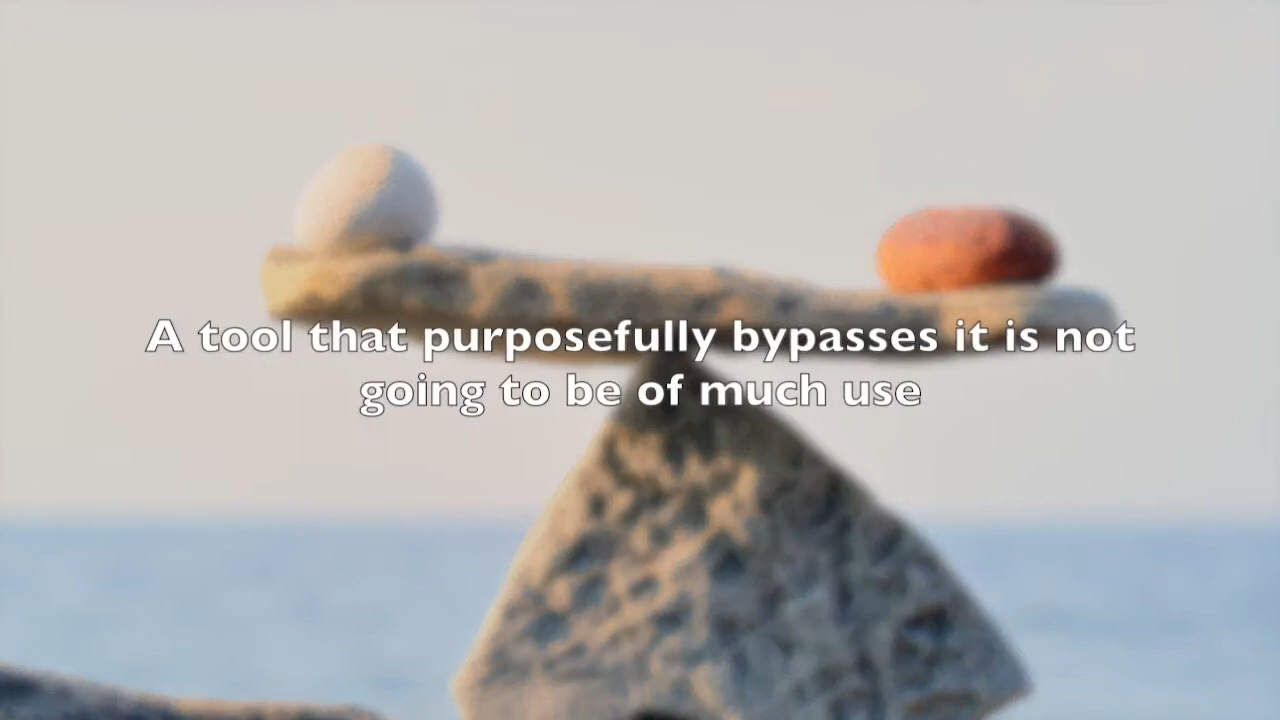 A tool that purposefully bypasses it is not
going to be of much use